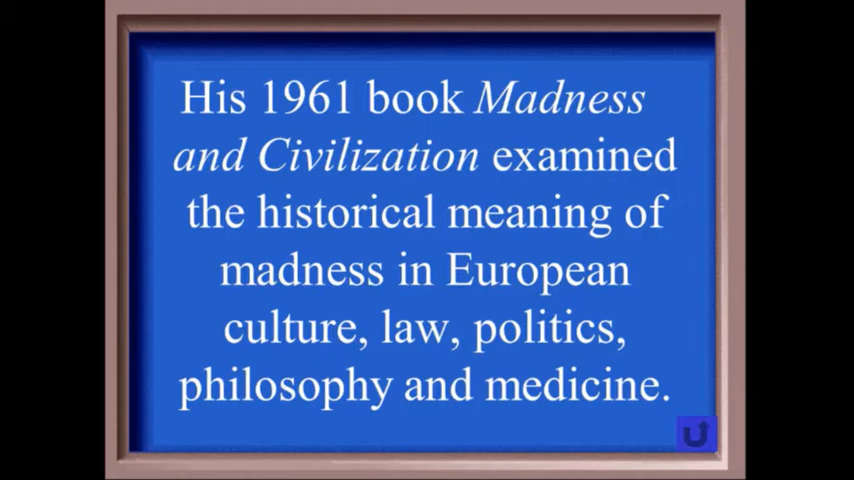 His 1961 book Madness
and Civilization examined
the historical meaning of
madness in European
culture, law, politics,
philosophy and medicine.